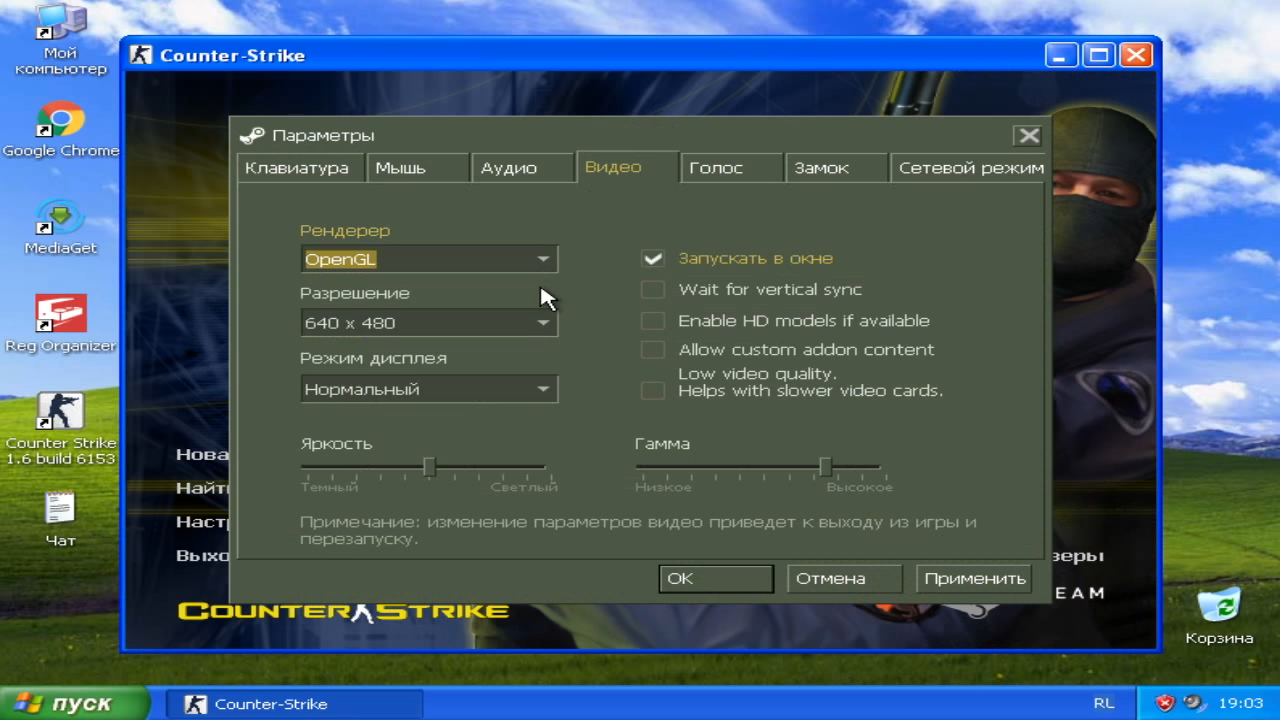 Мой
компьютер
Google Chrome
MediaGet
Reg Organizer
Counter Strike
1.6 build 6153
Чат
Counter-Strike
Параметры
Клавиатура
Мышь
Аудио
Видео
Голос
Замок
Сетевой режим
Рендерер
OpenGL
Разрешение
640 x 480
Режим дисплея
Нормальный
Запускать в окне
Wait for vertical sync
Enable HD models if available
Allow custom addon content
Low video quality.
Helps with slower video cards.
Яркость
Темный
Светлый
Гамма
Низкое
Высокое
Примечание: изменение параметров видео приведет к выходу из игры и
перезапуску.
OK
Отмена
Применить
Нова
Найти
Наст
Выхо
веры
EAM
COUNTER STRIKE
Корзина
пуск
Counter-Strike
RL
19:03